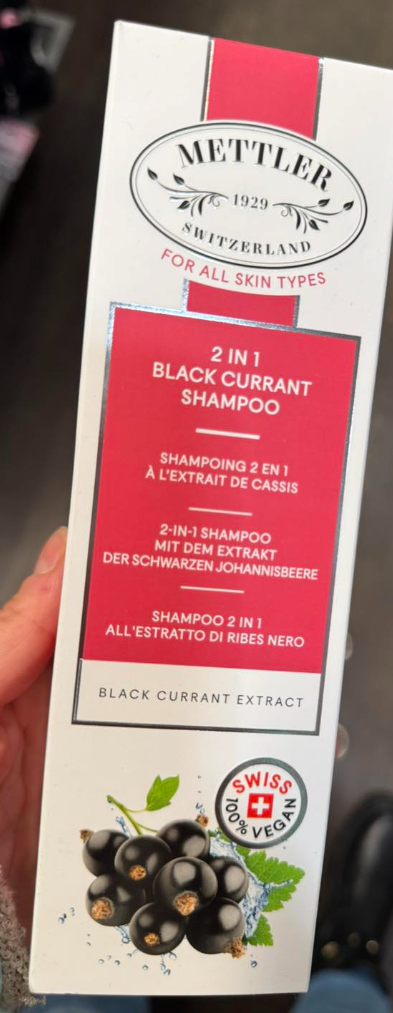 METTLER
1929
SWITZERLAND
FOR ALL SKIN TYPES
2 IN 1
BLACK CURRANT
SHAMPOO
SHAMPOING 2 EN 1
À L'EXTRAIT DE CASSIS
2-IN-1 SHAMPOO
MIT DEM EXTRAKT
DER SCHWARZEN JOHANNISBEERE
SHAMPOO 2 IN 1
ALL'ESTRATTO DI RIBES NERO
BLACK CURRANT EXTRACT
SWISS
100% VEGAN